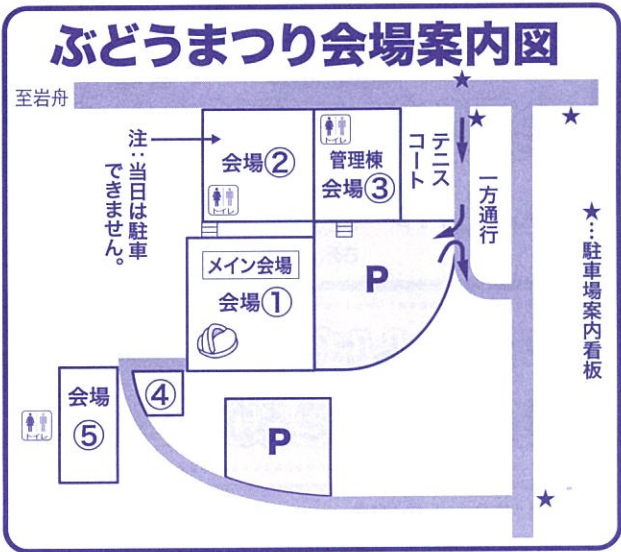 ぶどうまつり会場案内図
至岩舟
注：当日は駐車
できません。
会場②
トイレ
トイレ
管理棟
会場③
テニス
コート
一方通行
★…駐車場案内看板
メイン会場
会場①
P
④
会場
⑤
トイレ
P